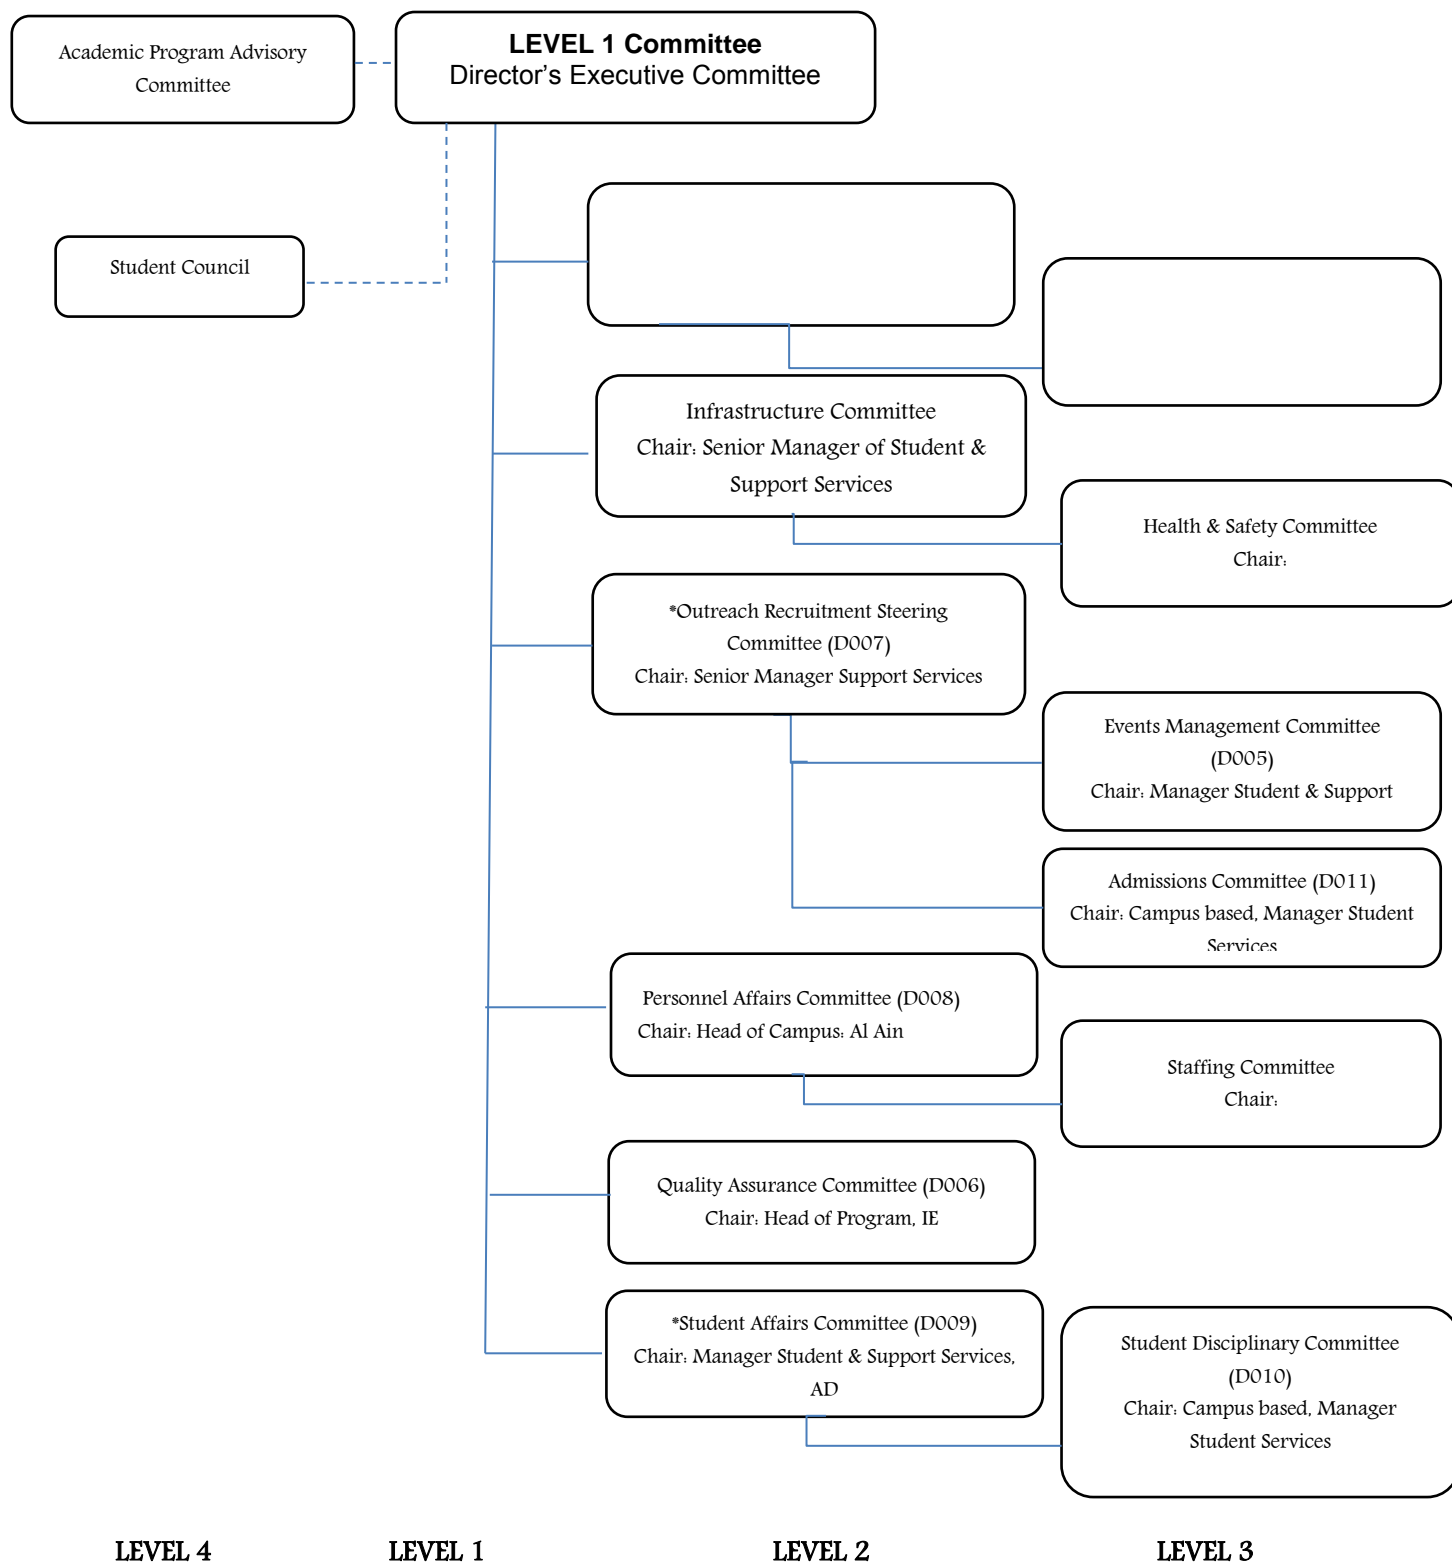 Academic Program Advisory
Committee
LEVEL 1 Committee
Director's Executive Committee
Student Council
Infrastructure Committee
Chair: Senior Manager of Student &
Support Services
Health & Safety Committee
Chair:
*Outreach Recruitment Steering
Committee (D007)
Chair: Senior Manager Support Services
Events Management Committee
(D005)
Chair: Manager Student & Support
Admissions Committee (D011)
Chair: Campus based, Manager Student
Services
Personnel Affairs Committee (D008)
Chair: Head of Campus: Al Ain
Staffing Committee
Chair:
Quality Assurance Committee (D006)
Chair: Head of Program, IE
*Student Affairs Committee (D009)
Chair: Manager Student & Support Services,
AD
Student Disciplinary Committee
(D010)
Chair: Campus based, Manager
Student Services
LEVEL 4 LEVEL 1 LEVEL 2 LEVEL 3